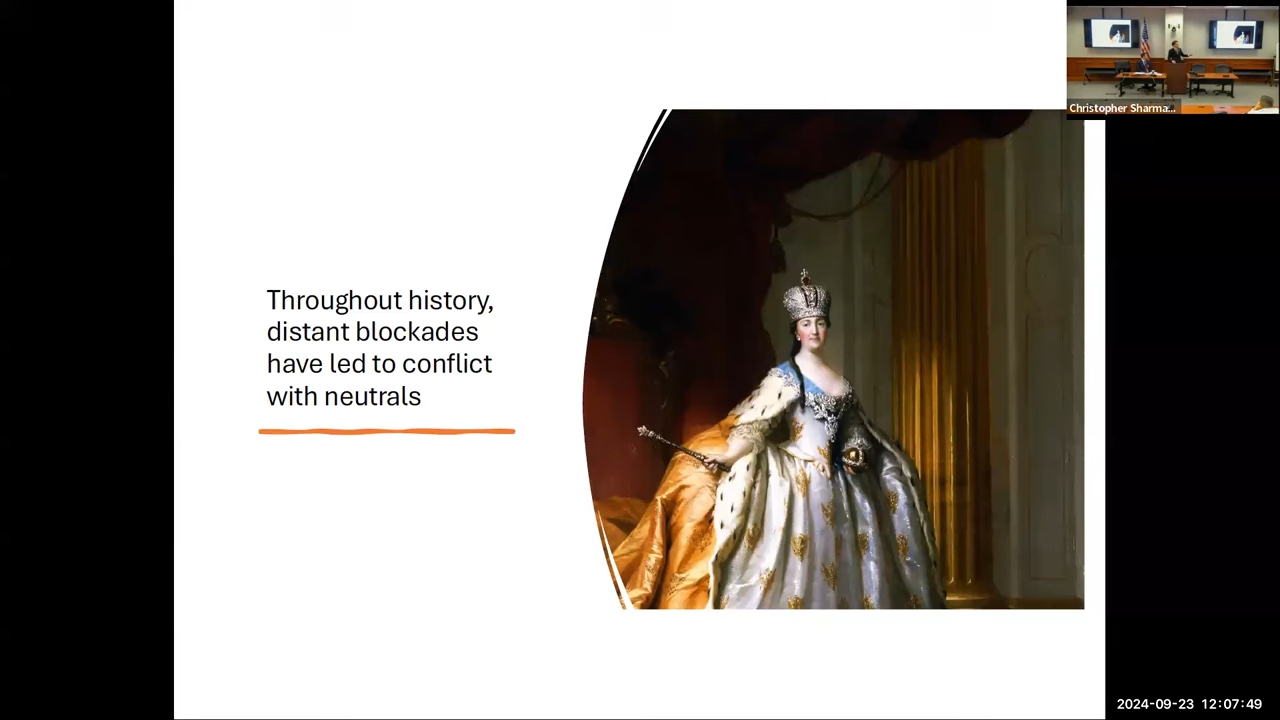 Throughout history,
distant blockades
have led to conflict
with neutrals
Christopher Sharma...
2024-09-23 12:07:49